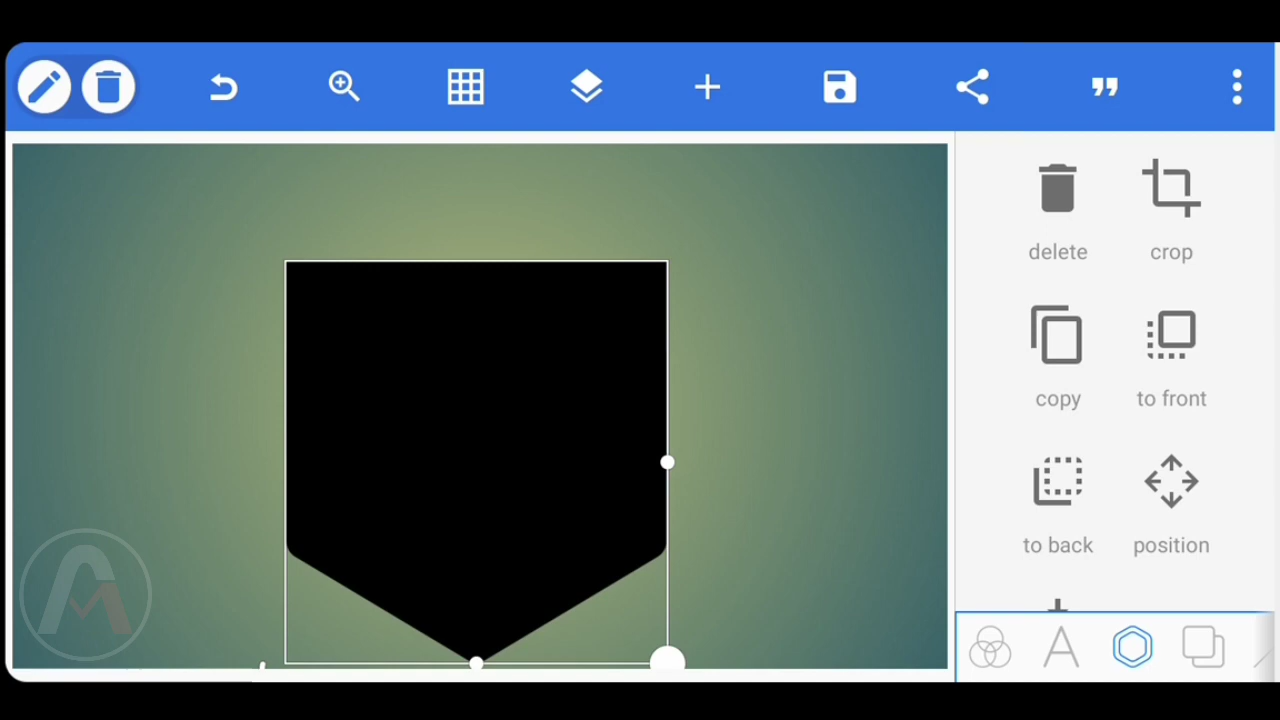 delete
crop
copy
to front
to back
position